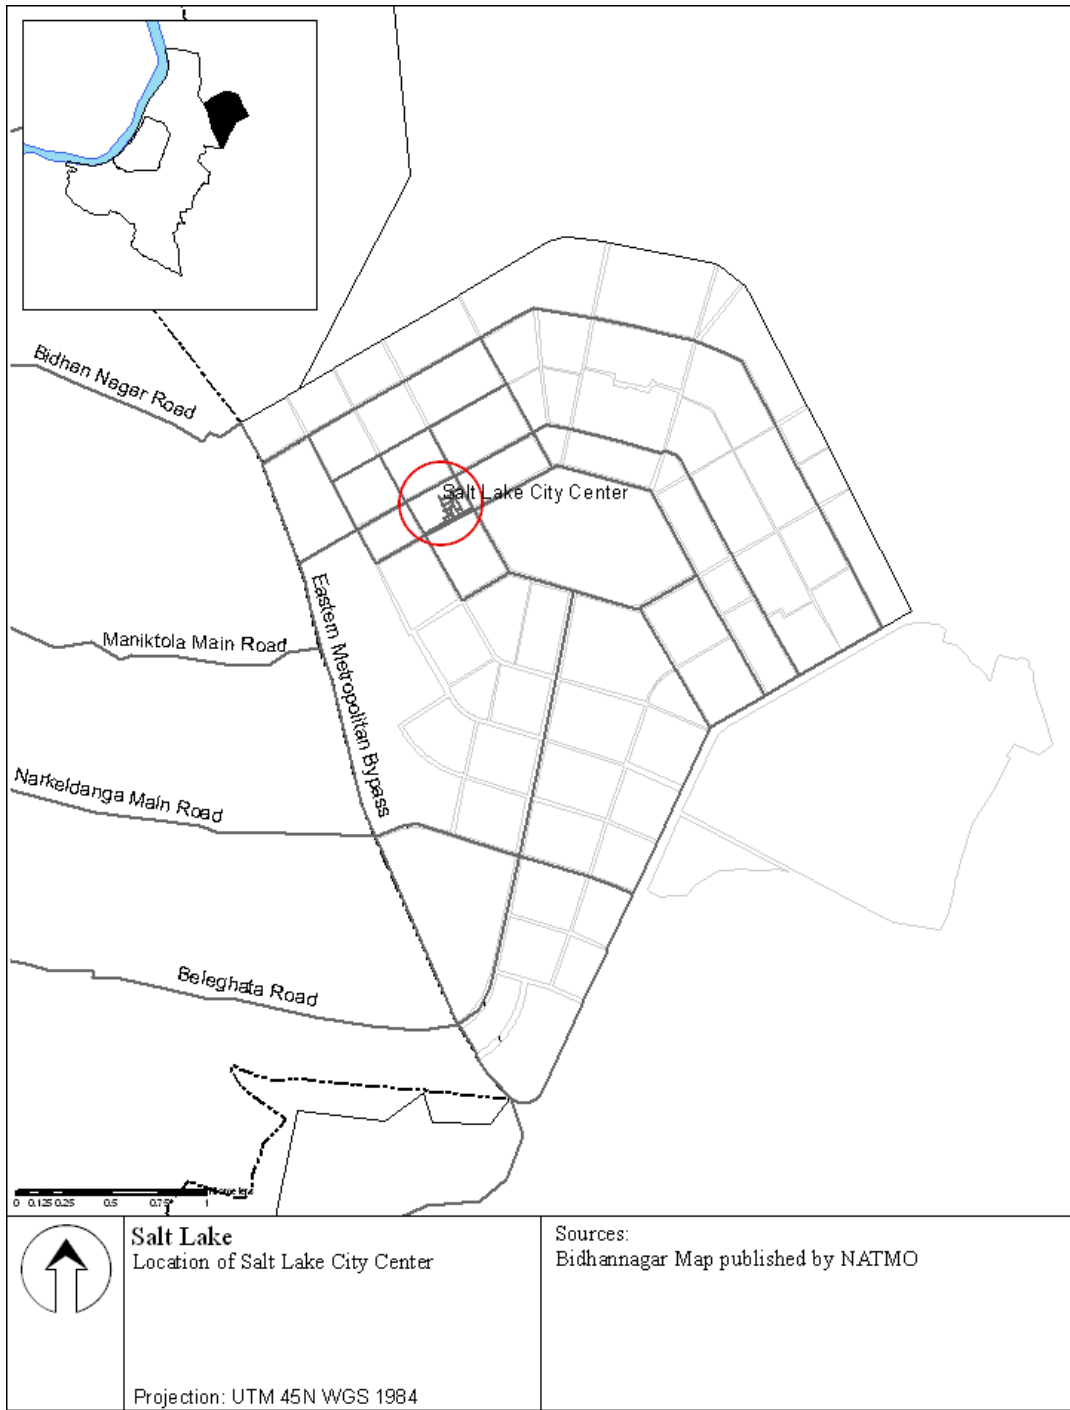 Bidhan Nagar Road
Salt Lake City Center
Eastern Metropolitan Bypass
Maniktola Main Road
Narkeldanga Main Road
Beleghata Road
0 0.125 0.25 0.5 0.75 1
Salt Lake
Location of Salt Lake City Center
Projection: UTM 45N WGS 1984
Sources:
Bidhannagar Map published by NATMO